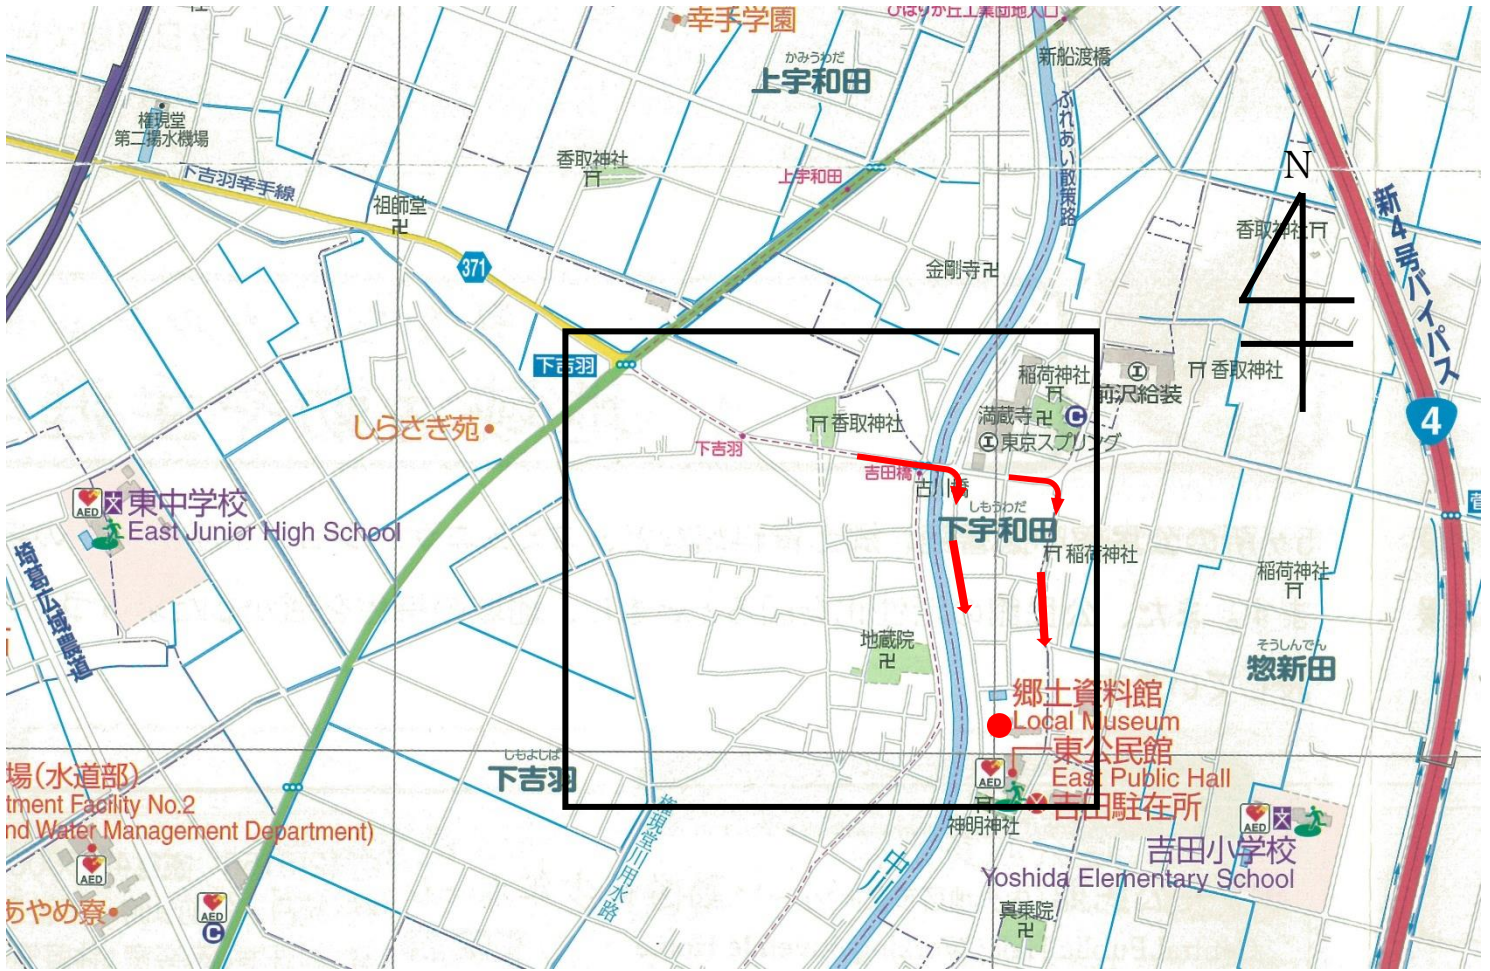 幸手学園
ひばりが丘工業団地入口
新船渡橋
かみうわだ
上宇和田
権現堂
第二揚水機場
ふれあい散策路
香取神社
下吉羽幸手線
上宇和田
祖師堂
N
新4号バイパス
香取神社
金剛寺
371
下吉羽
稲荷神社
前沢給装
香取神社
4
しらさぎ苑
香取神社
満蔵寺
C
東京スプリング
下吉羽
吉田橋
古川橋
AED
文
東中学校
East Junior High School
しもうわだ
下宇和田
稲荷神社
稲荷神社
埼葛広域農道
地蔵院
そうしんでん
惣新田
郷土資料館
Local Museum
東公民館
East Public Hall
AED
吉田駐在所
しもよしば
下吉羽
場(水道部)
tment Facility No.2
nd Water Management Department)
神明神社
AED
文
吉田小学校
Yoshida Elementary School
権現堂川用水路
中川
AED
あやめ寮
AED
C
真乗院